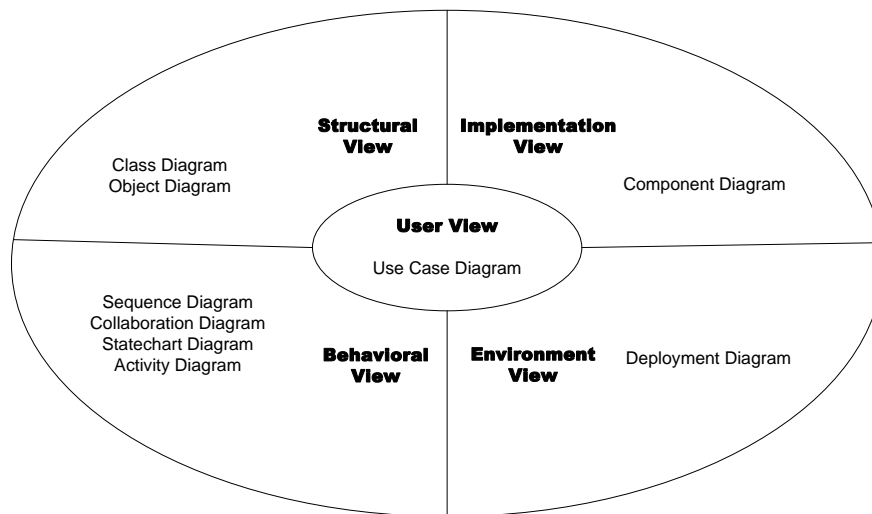 Structural
View
Class Diagram
Object Diagram
Implementation
View
Component Diagram
User View
Use Case Diagram
Sequence Diagram
Collaboration Diagram
Statechart Diagram
Activity Diagram
Behavioral
View
Environment
View
Deployment Diagram